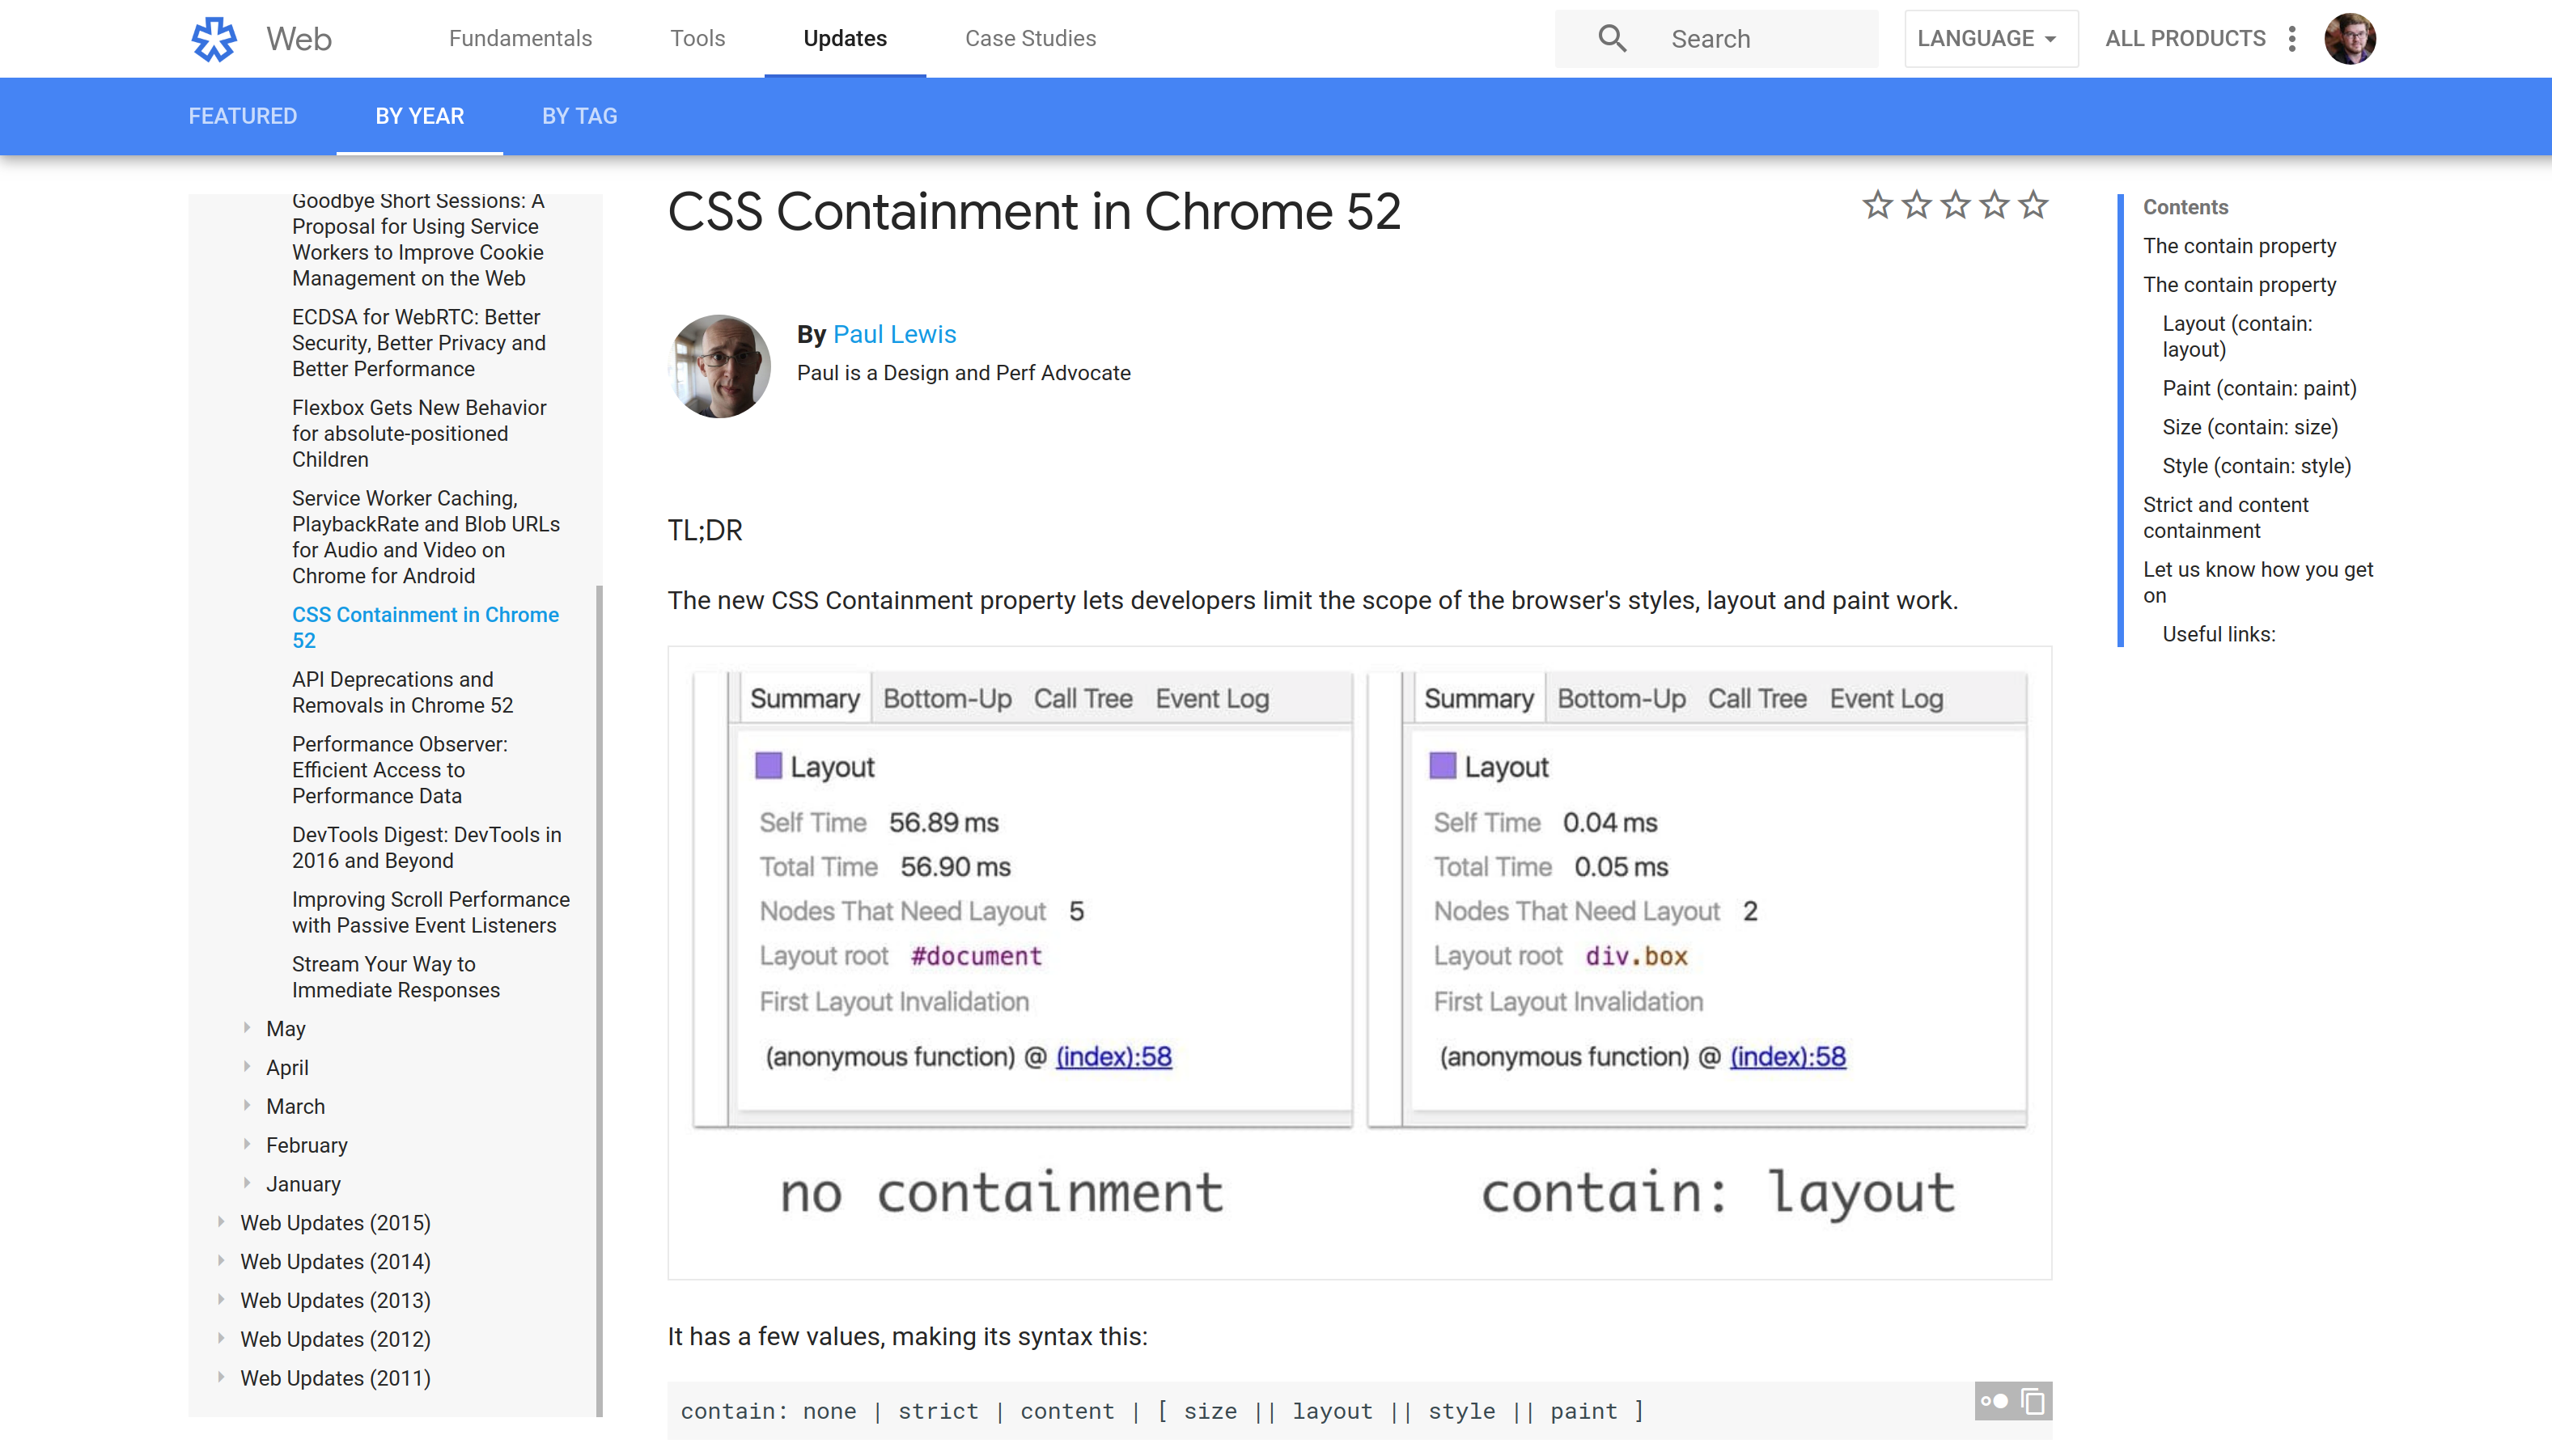 Web
Fundamentals
Tools
Updates
Case Studies
Search
LANGUAGE
ALL PRODUCTS
FEATURED
BY YEAR
BY TAG
Goodbye Short Sessions: A
Proposal for Using Service
Workers to Improve Cookie
Management on the Web
ECDSA for WebRTC: Better
Security, Better Privacy and
Better Performance
Flexbox Gets New Behavior
for absolute-positioned
Children
Service Worker Caching,
PlaybackRate and Blob URLs
for Audio and Video on
Chrome for Android
CSS Containment in Chrome
52
API Deprecations and
Removals in Chrome 52
Performance Observer:
Efficient Access to
Performance Data
DevTools Digest: DevTools in
2016 and Beyond
Improving Scroll Performance
with Passive Event Listeners
Stream Your Way to
Immediate Responses
May
April
March
February
January
Web Updates (2015)
Web Updates (2014)
Web Updates (2013)
Web Updates (2012)
Web Updates (2011)
CSS Containment in Chrome 52
By Paul Lewis
Paul is a Design and Perf Advocate
TL;DR
The new CSS Containment property lets developers limit the scope of the browser's styles, layout and paint work.
Summary Bottom-Up Call Tree Event Log
Layout
Self Time 56.89 ms
Total Time 56.90 ms
Nodes That Need Layout 5
Layout root #document
First Layout Invalidation
(anonymous function) @ (index):58
no containment
Summary Bottom-Up Call Tree Event Log
Layout
Self Time 0.04 ms
Total Time 0.05 ms
Nodes That Need Layout 2
Layout root div.box
First Layout Invalidation
(anonymous function) @ (index):58
contain: layout
It has a few values, making its syntax this:
contain: none | strict | content | [ size || layout || style || paint ]
Contents
The contain property
The contain property
Layout (contain:
layout)
Paint (contain: paint)
Size (contain: size)
Style (contain: style)
Strict and content
containment
Let us know how you get
on
Useful links: